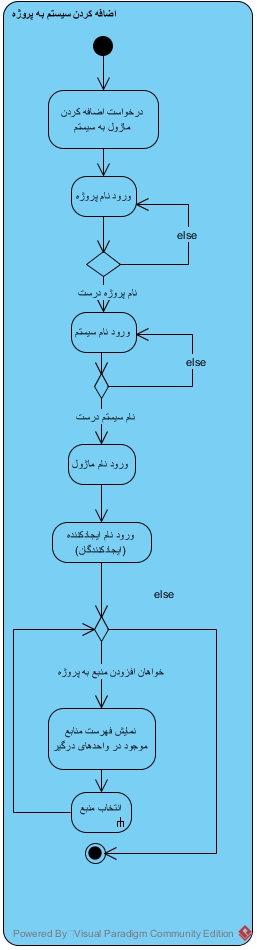 اضافه کردن سیستم به پروژه
درخواست اضافه کردن
ماژول به سیستم
ورود نام پروژه
else
نام پروژه درست
ورود نام سیستم
else
نام سیستم درست
ورود نام ماژول
ورود نام ایجادکننده
(ایجادکنندگان)
else
خواهان افزودن منبع به پروژه
نمایش فهرست منابع
موجود در واحدهای درگیر
انتخاب منبع
Powered By Visual Paradigm Community Edition